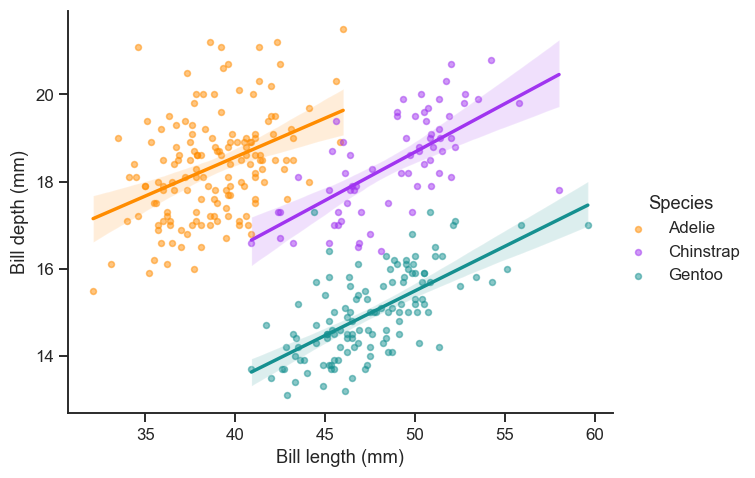 20
18
16
14
Bill depth (mm)
35 40 45 50 55 60
Bill length (mm)
Species
Adelie
Chinstrap
Gentoo